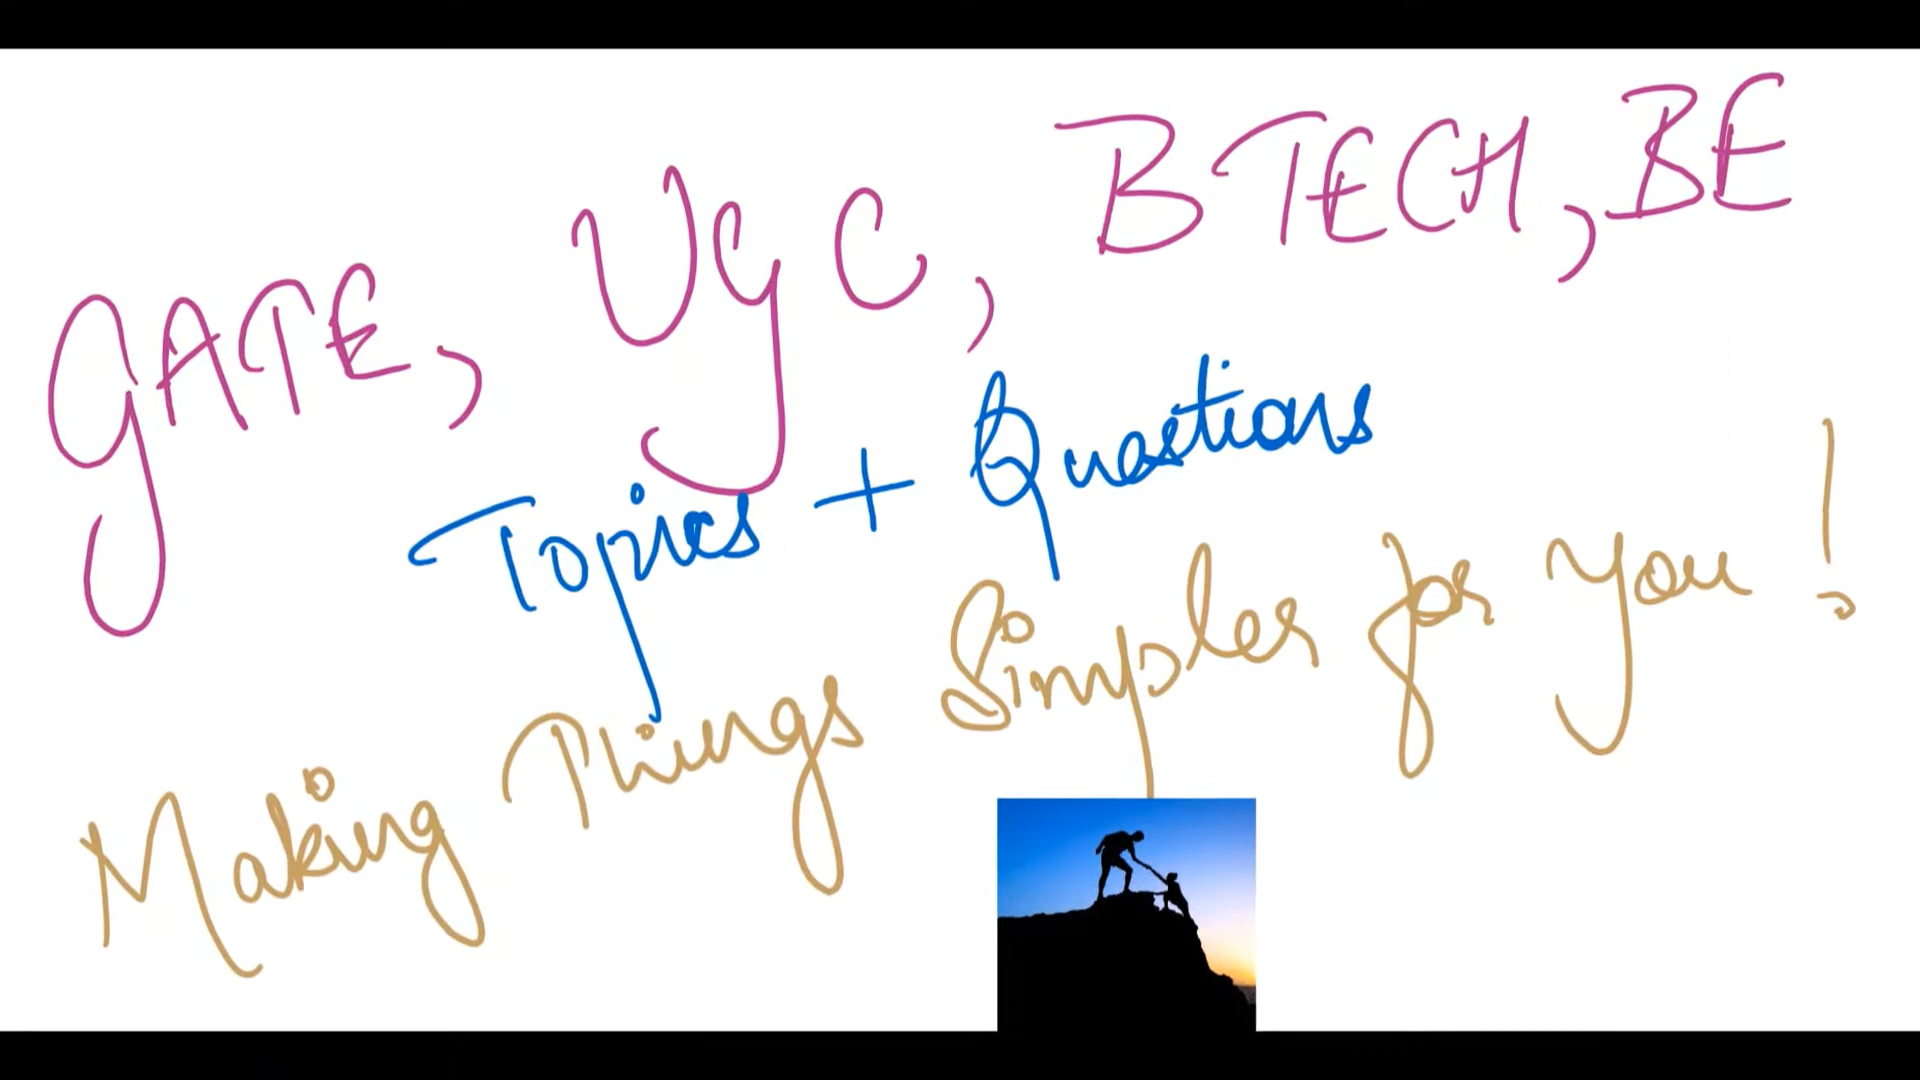 GATE, UGC, BTECH, BE
Topics + Questions
Making Things Simpler for you!